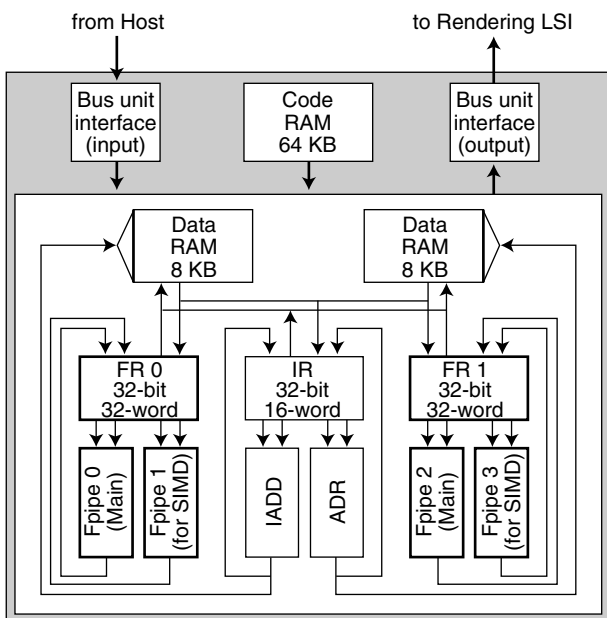 from Host
to Rendering LSI
Bus unit
interface
(input)
Code
RAM
64 KB
Bus unit
interface
(output)
Data
RAM
8 KB
Data
RAM
8 KB
FR 0
32-bit
32-word
IR
32-bit
16-word
FR 1
32-bit
32-word
Fpipe 0
(Main)
Fpipe 1
(for SIMD)
IADD
ADR
Fpipe 2
(Main)
Fpipe 3
(for SIMD)